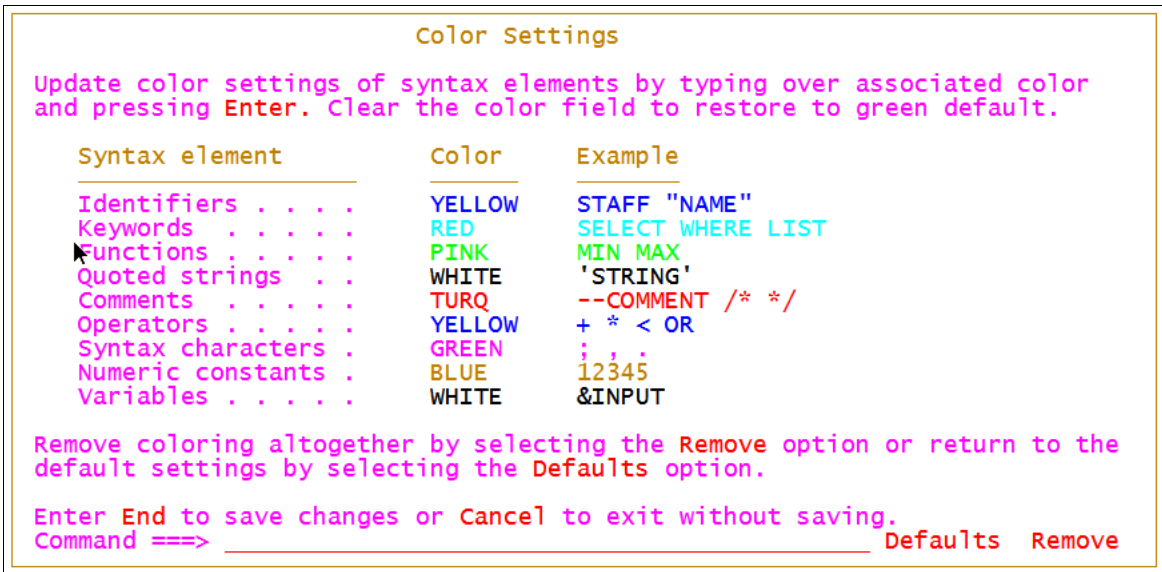 Color Settings
Update color settings of syntax elements by typing over associated color
and pressing Enter. Clear the color field to restore to green default.
Syntax element Color Example
Identifiers . . . . YELLOW STAFF "NAME"
Keywords . . . . . RED SELECT WHERE LIST
Functions . . . . . PINK MIN MAX
Quoted strings . . WHITE 'STRING'
Comments . . . . . TURQ --COMMENT /* */
Operators . . . . . YELLOW + * < OR
Syntax characters . GREEN ; , .
Numeric constants . BLUE 12345
Variables . . . . . WHITE &INPUT
Remove coloring altogether by selecting the Remove option or return to the
default settings by selecting the Defaults option.
Enter End to save changes or Cancel to exit without saving.
Command ===> Defaults Remove